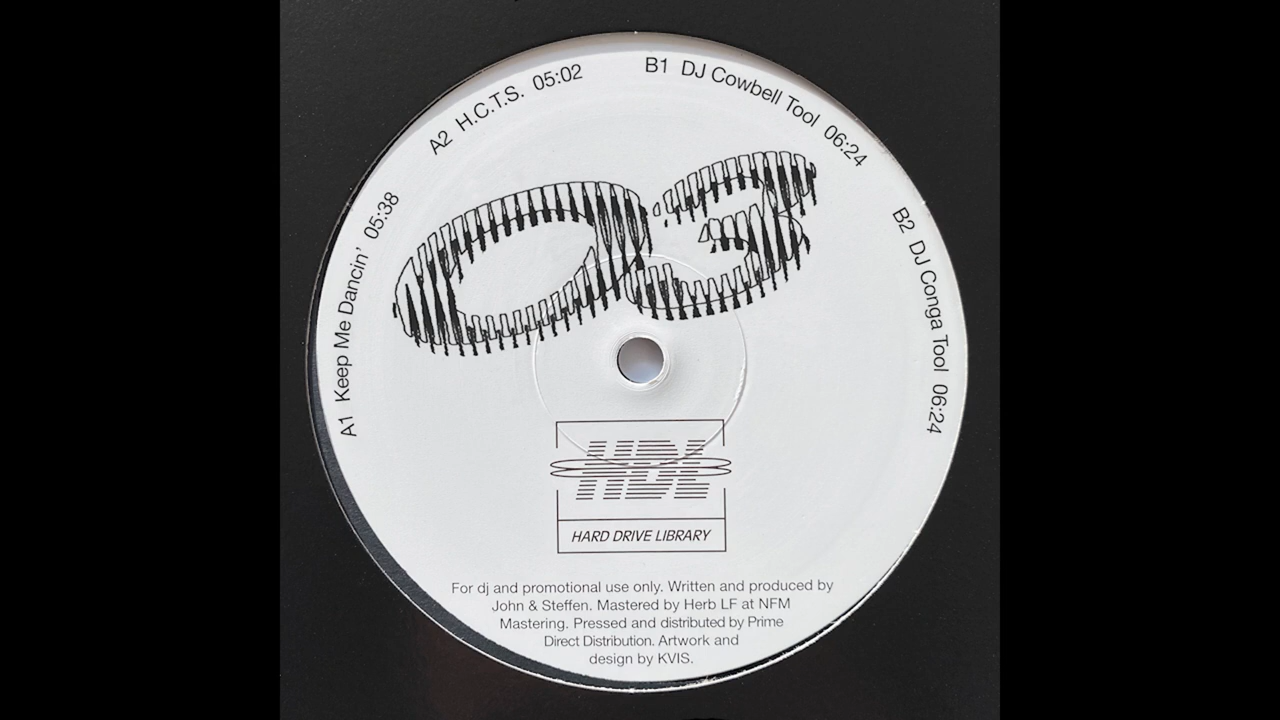 A1 Keep Me Dancin' 05:38
A2 H.C.T.S. 05:02
B1 DJ Cowbell Tool 06:24
B2 DJ Conga Tool 06:24
03
HDL
HARD DRIVE LIBRARY
For dj and promotional use only. Written and produced by
John & Steffen. Mastered by Herb LF at NFM
Mastering. Pressed and distributed by Prime
Direct Distribution. Artwork and
design by KVIS.